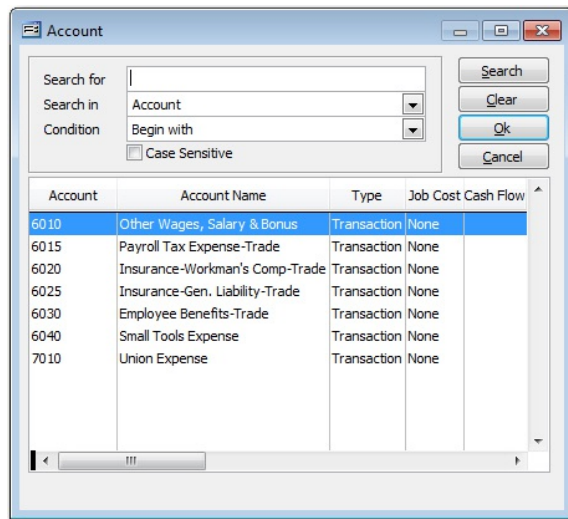 Account
Search for
Search
Search in Account
Clear
Condition Begin with
Ok
Case Sensitive
Cancel
Account Account Name Type Job Cost Cash Flow
6010 Other Wages, Salary & Bonus Transaction None
6015 Payroll Tax Expense-Trade Transaction None
6020 Insurance-Workman's Comp-Trade Transaction None
6025 Insurance-Gen. Liability-Trade Transaction None
6030 Employee Benefits-Trade Transaction None
6040 Small Tools Expense Transaction None
7010 Union Expense Transaction None